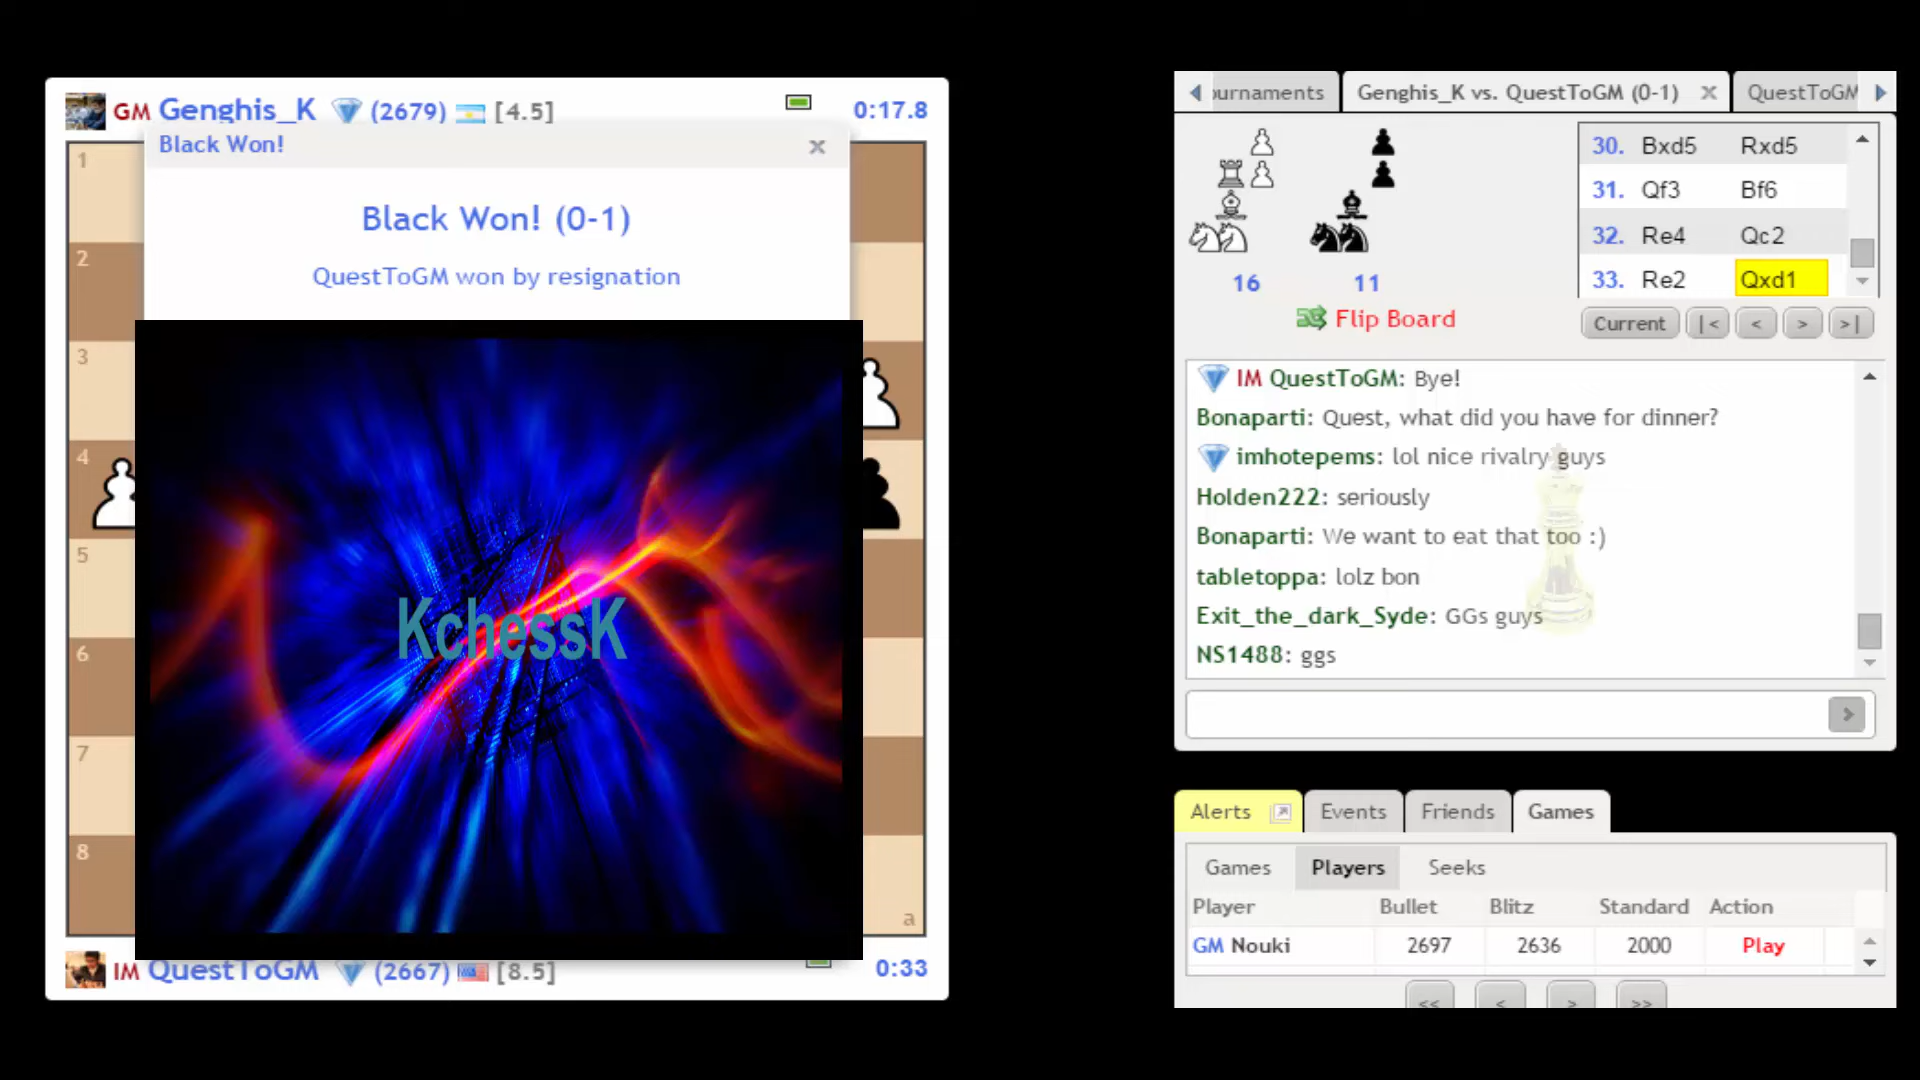 GM Genghis_K (2679) [4.5] 0:17.8
Black Won! x
Black Won! (0-1)
QuestToGM won by resignation
1
2
3
4
5
6
7
8
a
KchessK
IM QuestToGM (2667) [8.5] 0:33
ournaments Genghis_K vs. QuestToGM (0-1) x QuestToGM
16 11
Flip Board
30. Bxd5 Rxd5
31. Qf3 Bf6
32. Re4 Qc2
33. Re2 Qxd1
Current |< < > >|
IM QuestToGM: Bye!
Bonaparti: Quest, what did you have for dinner?
imhotepems: lol nice rivalry guys
Holden222: seriously
Bonaparti: We want to eat that too :)
tabletoppa: lolz bon
Exit_the_dark_Syde: GGs guys
NS1488: ggs
>
Alerts Events Friends Games
Games Players Seeks
Player Bullet Blitz Standard Action
GM Nouki 2697 2636 2000 Play
<< < > >>